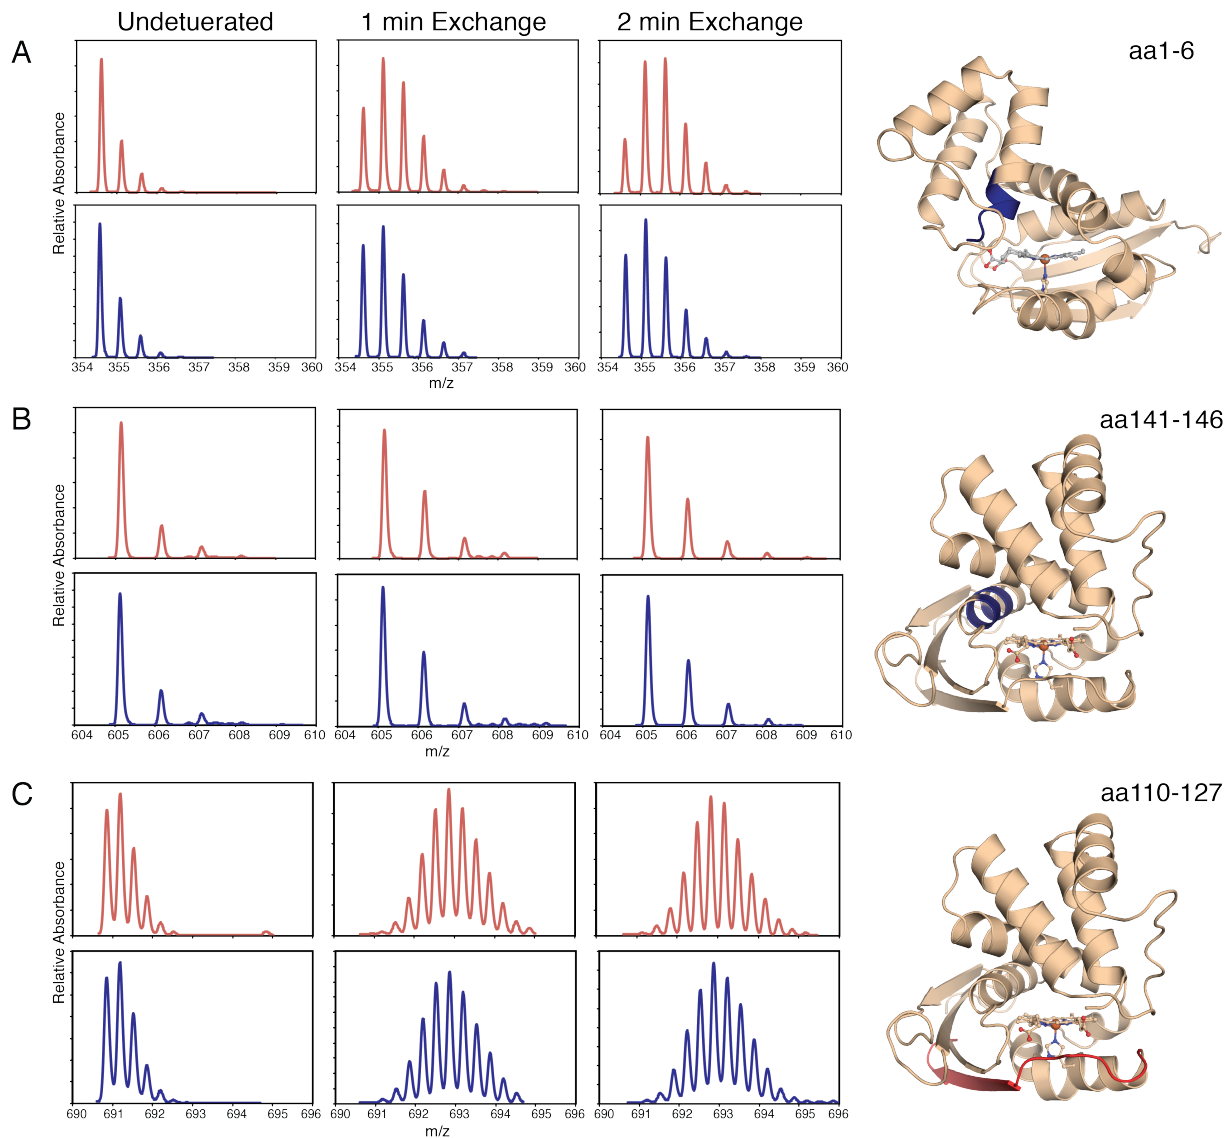 Undetuerated 1 min Exchange 2 min Exchange
A
aa1-6
Relative Absorbance
354 355 356 357 358 359 360
354 355 356 357 358 359 360
354 355 356 357 358 359 360
m/z
B
aa141-146
Relative Absorbance
604 605 606 607 608 609 610
604 605 606 607 608 609 610
604 605 606 607 608 609 610
m/z
C
aa110-127
Relative Absorbance
690 691 692 693 694 695 696
690 691 692 693 694 695 696
690 691 692 693 694 695 696
m/z